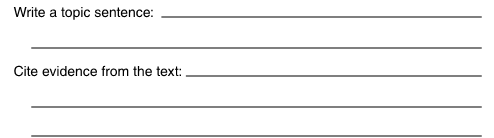 Write a topic sentence:
Cite evidence from the text: